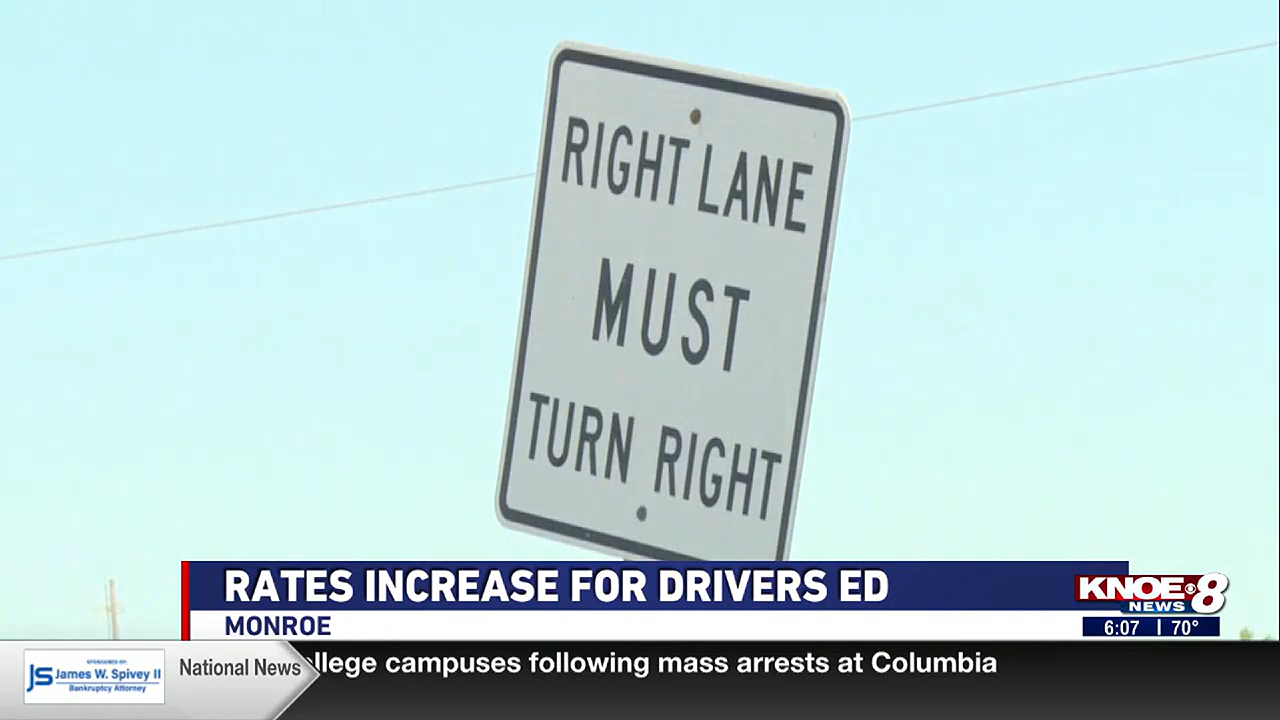 RIGHT LANE
MUST
TURN RIGHT
RATES INCREASE FOR DRIVERS ED
MONROE
KNOE 8
NEWS
6:07 | 70°
SPONSORED BY:
JS James W. Spivey II
Bankruptcy Attorney
National News
llege campuses following mass arrests at Columbia